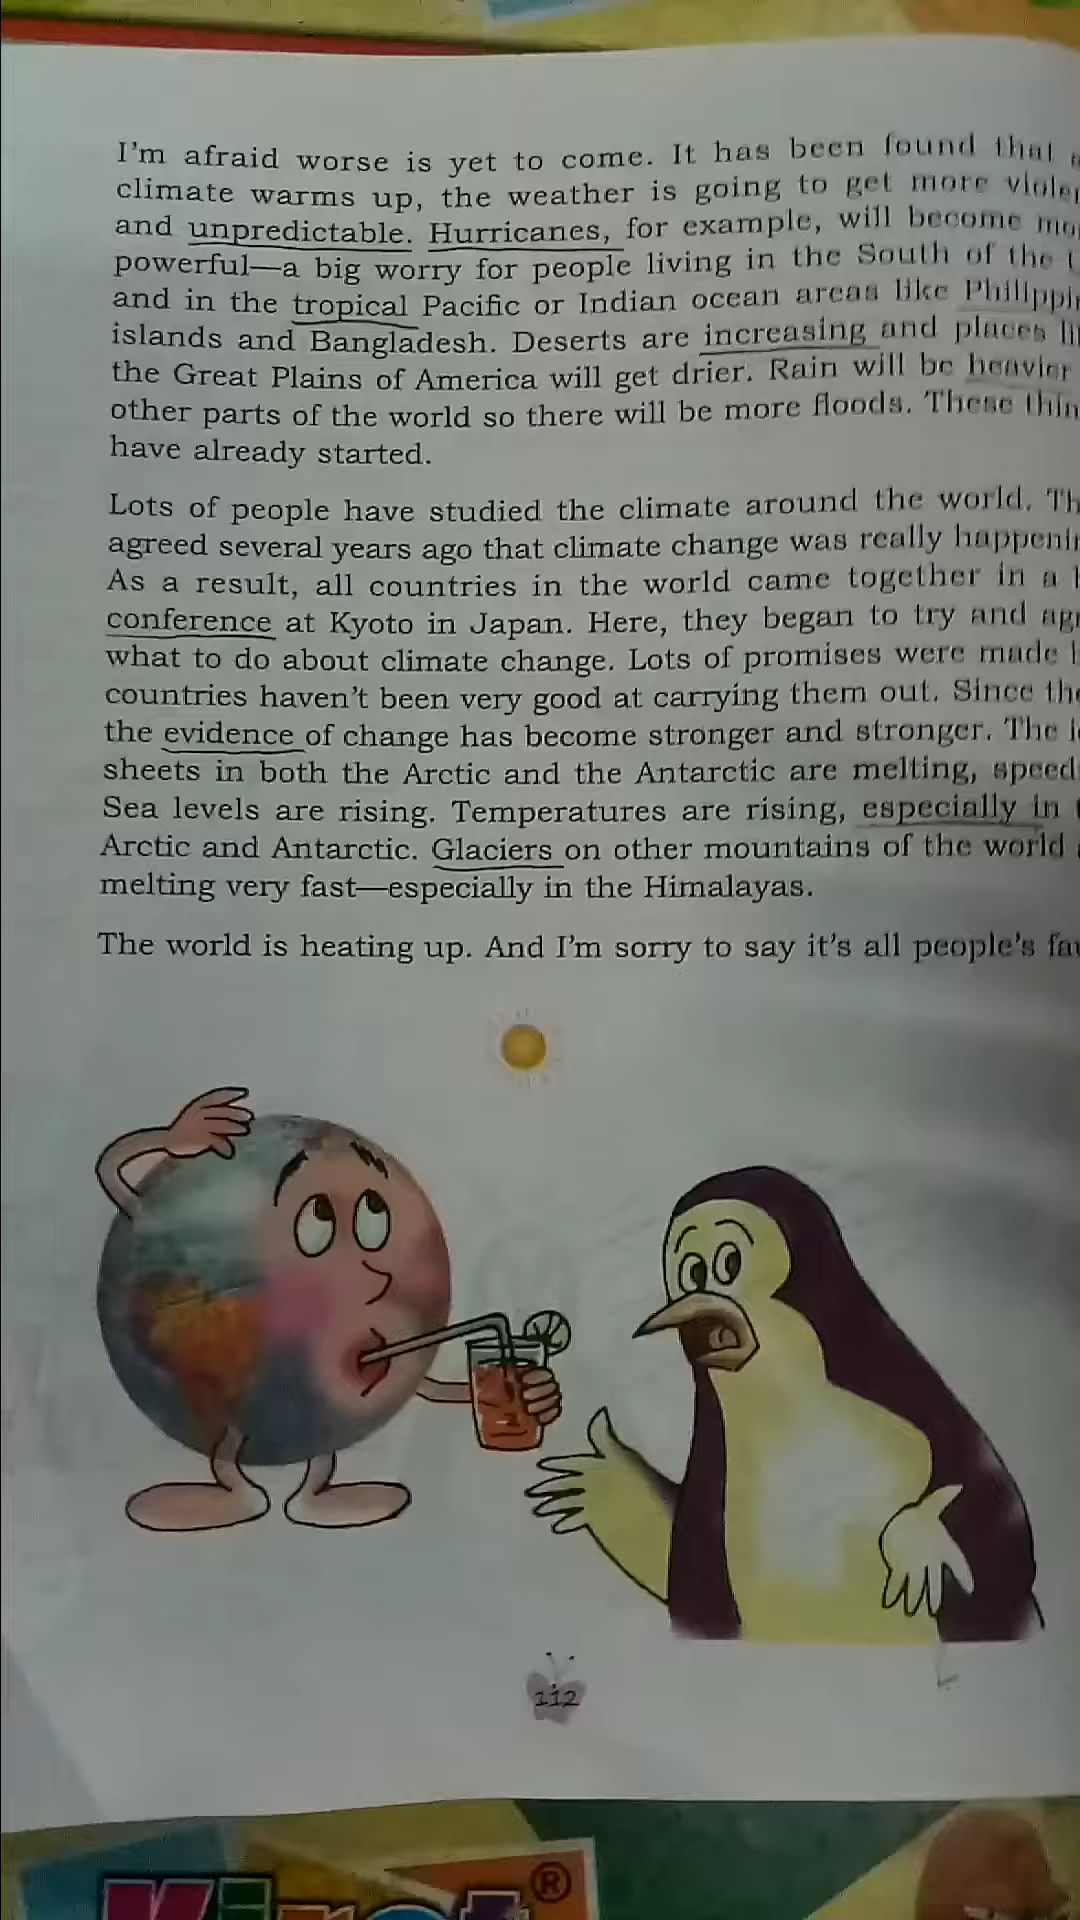 I'm afraid worse is yet to come. It has been found that
climate warms up, the weather is going to get more
and unpredictable. Hurricanes, for example, will become
powerful—a big worry for people living in the South of the
and in the tropical Pacific or Indian ocean areas like
islands and Bangladesh. Deserts are increasing and places
the Great Plains of America will get drier. Rain will be heavier
other parts of the world so there will be more floods. These
have already started.
Lots of people have studied the climate around the world.
agreed several years ago that climate change was really
As a result, all countries in the world came together in a
conference at Kyoto in Japan. Here, they began to try and
what to do about climate change. Lots of promises were made
countries haven't been very good at carrying them out. Since
the evidence of change has become stronger and stronger. The
sheets in both the Arctic and the Antarctic are melting,
Sea levels are rising. Temperatures are rising, especially in
Arctic and Antarctic. Glaciers on other mountains of the world
melting very fast—especially in the Himalayas.
The world is heating up. And I'm sorry to say it's all people's
112
®